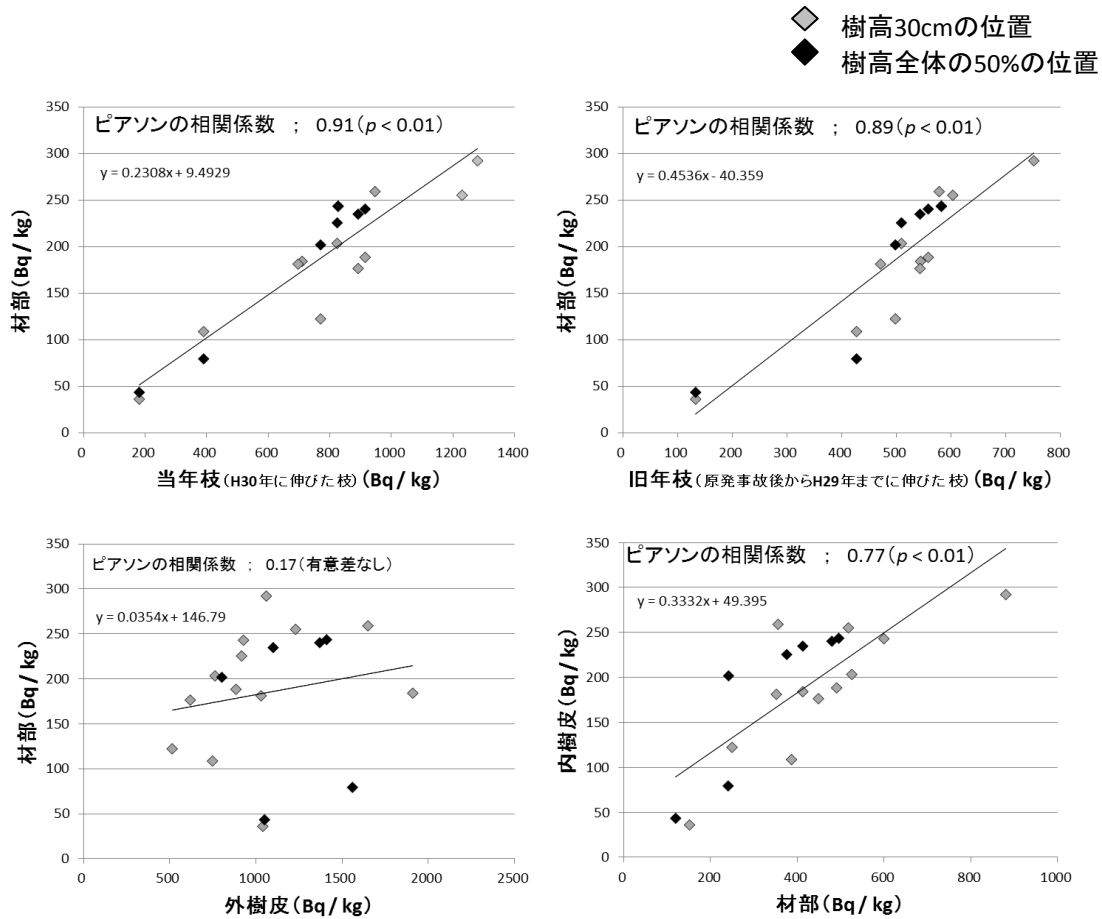 樹高30cmの位置
樹高全体の50%の位置
ピアソンの相関係数 ; 0.91(p < 0.01)
y = 0.2308x + 9.4929
材部(Bq / kg)
350
300
250
200
150
100
50
0
0 200 400 600 800 1000 1200 1400
当年枝(H30年に伸びた枝)(Bq / kg)
ピアソンの相関係数 ; 0.89(p < 0.01)
y = 0.4536x - 40.359
材部(Bq / kg)
350
300
250
200
150
100
50
0
0 100 200 300 400 500 600 700 800
旧年枝(原発事故後からH29年までに伸びた枝)(Bq / kg)
ピアソンの相関係数 ; 0.17(有意差なし)
y = 0.0354x + 146.79
材部(Bq / kg)
350
300
250
200
150
100
50
0
0 500 1000 1500 2000 2500
外樹皮(Bq / kg)
ピアソンの相関係数 ; 0.77(p < 0.01)
y = 0.3332x + 49.395
内樹皮(Bq / kg)
350
300
250
200
150
100
50
0
0 200 400 600 800 1000
材部(Bq / kg)